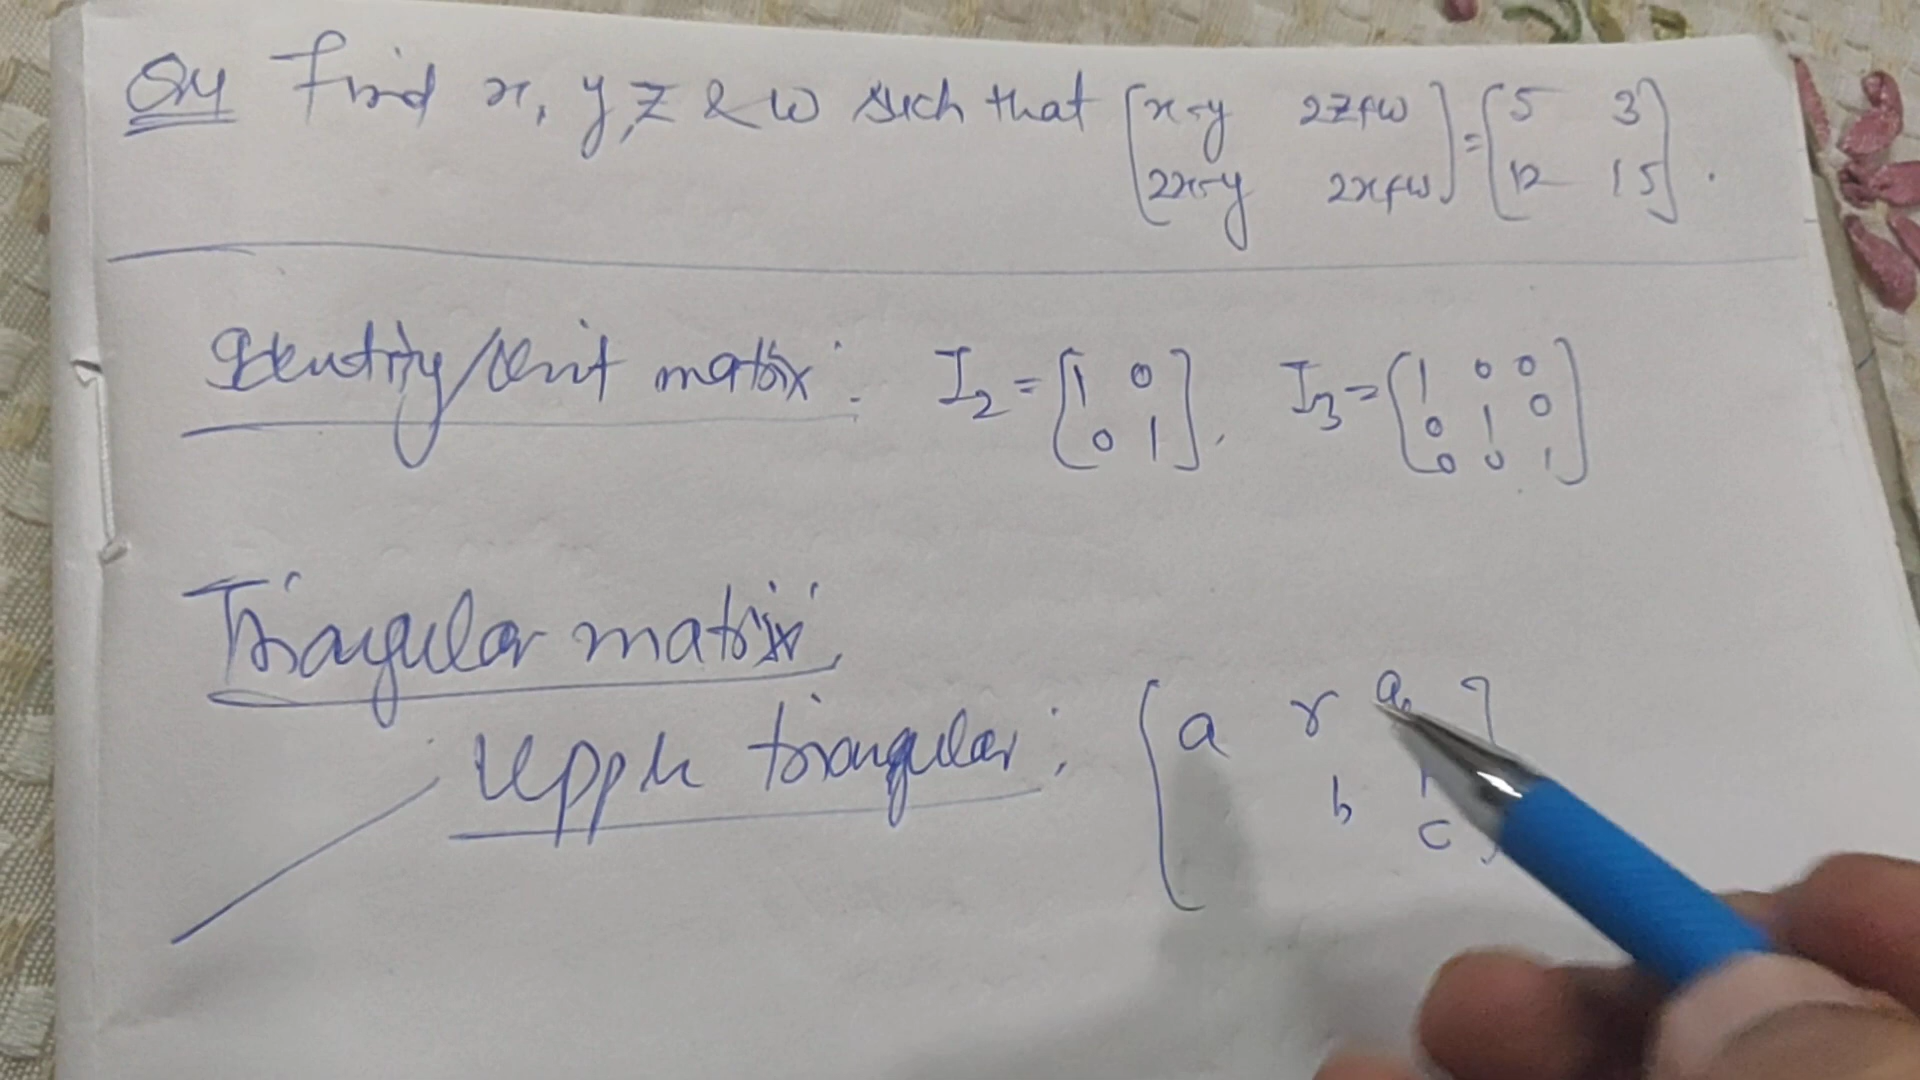 Q4 Find x, y, z & w such that [x-y 2z+w = [5 3
2x-y 2x+w] 12 15].
Identity/Unit matrix: I2 = [1 0 0 1], I3 = [1 0 0 0 1 0 0 0 1]
Triangular matrix,
Upper triangular: [a r a
b
c]